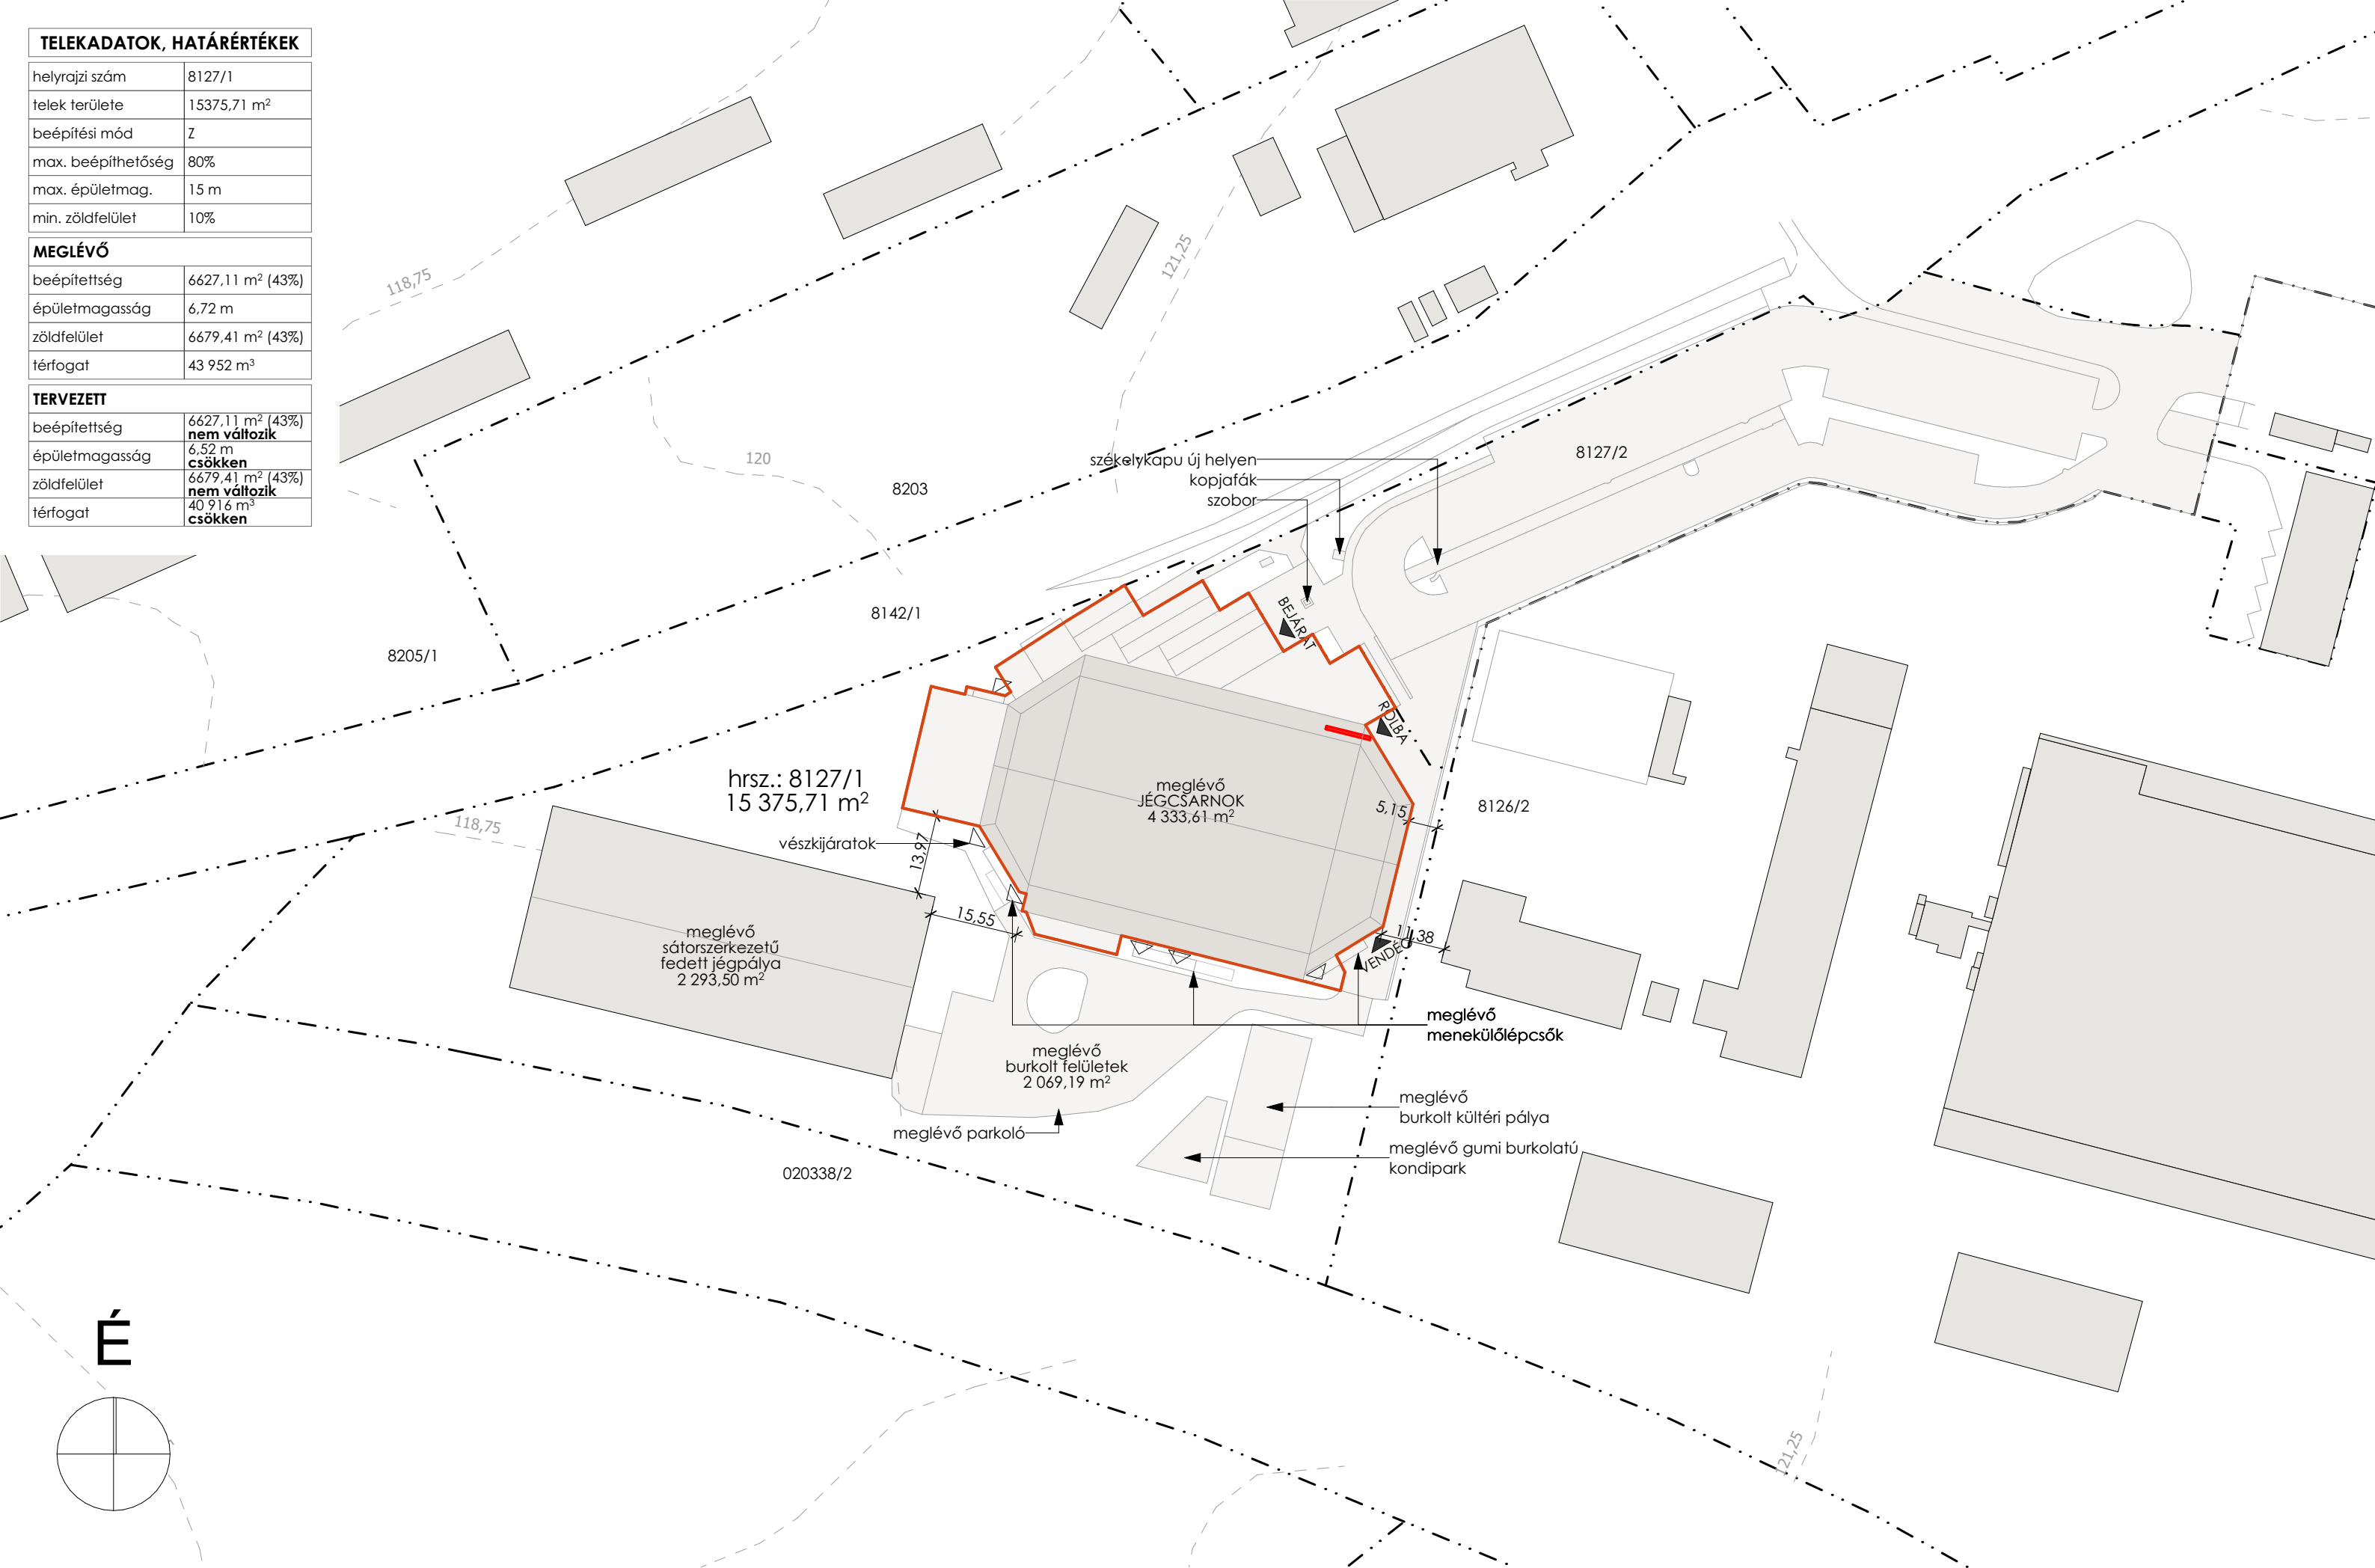 TELEKADATOK, HATÁRÉRTÉKEK
helyrajzi szám 8127/1
telek területe 15375,71 m²
beépítési mód Z
max. beépíthetőség 80%
max. épületmag. 15 m
min. zöldfelület 10%
MEGLÉVŐ
beépítettség 6627,11 m² (43%)
épületmagasság 6,72 m
zöldfelület 6679,41 m² (43%)
térfogat 43 952 m³
TERVEZETT
beépítettség 6627,11 m² (43%)
nem változik
épületmagasság 6,52 m
csökken
zöldfelület 6679,41 m² (43%)
nem változik
térfogat 40 916 m³
csökken
118,75
121,25
120
8203
8127/2
székelykapu új helyen
kopjafák
szobor
8142/1
8205/1
BEJÁRAT
ROLBA
hrsz.: 8127/1
15 375,71 m²
meglévő
JÉGCSARNOK
4 333,61 m²
5,15
8126/2
118,75
vészkijáratok
13,97
15,55
11,38
VENDÉG
meglévő
sátorszerkezetű
fedett jégpálya
2 293,50 m²
meglévő
menekülőlépcsők
meglévő
burkolt felületek
2 069,19 m²
meglévő
burkolt kültéri pálya
meglévő parkoló
meglévő gumi burkolatú
kondipark
020338/2
É
121,25